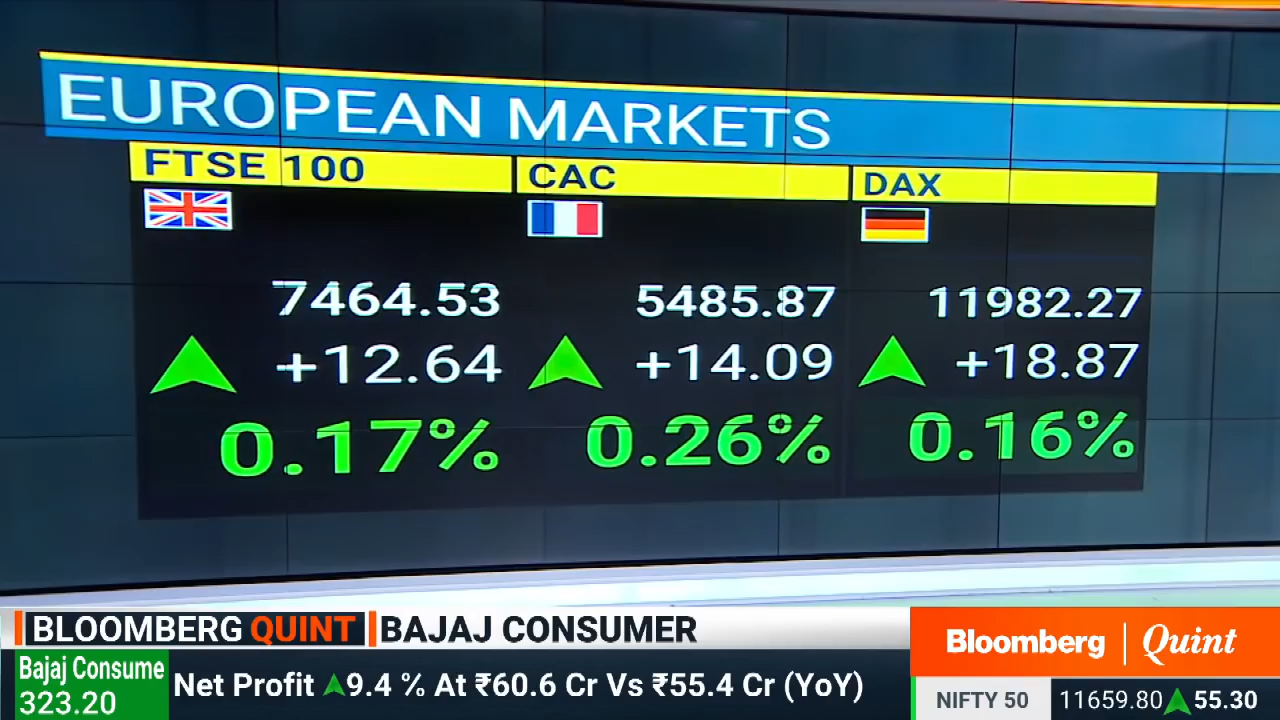 EUROPEAN MARKETS
FTSE 100 CAC DAX
7464.53 5485.87 11982.27
+12.64 +14.09 +18.87
0.17% 0.26% 0.16%
BLOOMBERG QUINT BAJAJ CONSUMER
Bloomberg Quint
Bajaj Consume
323.20
Net Profit 9.4 % At ₹60.6 Cr Vs ₹55.4 Cr (YoY)
NIFTY 50 11659.80 55.30